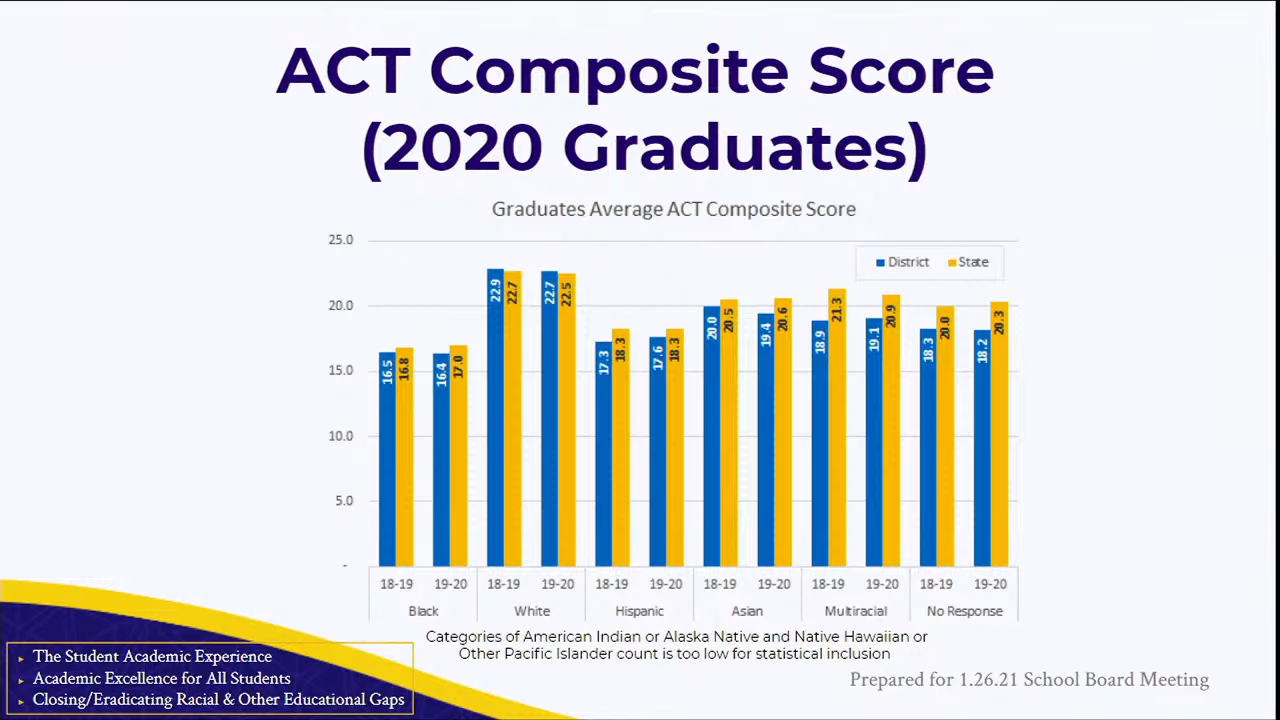 ACT Composite Score
(2020 Graduates)
Graduates Average ACT Composite Score
District State
25.0
20.0
15.0
10.0
5.0
-
16.5 16.8 16.4 17.0 22.9 22.7 22.7 22.5 17.3 18.3 17.6 18.3 20.0 20.5 19.4 20.6 18.9 21.3 19.1 20.9 18.3 20.0 18.2 20.3
18-19 19-20 18-19 19-20 18-19 19-20 18-19 19-20 18-19 19-20 18-19 19-20
Black White Hispanic Asian Multiracial No Response
Categories of American Indian or Alaska Native and Native Hawaiian or
Other Pacific Islander count is too low for statistical inclusion
The Student Academic Experience
Academic Excellence for All Students
Closing/Eradicating Racial & Other Educational Gaps
Prepared for 1.26.21 School Board Meeting